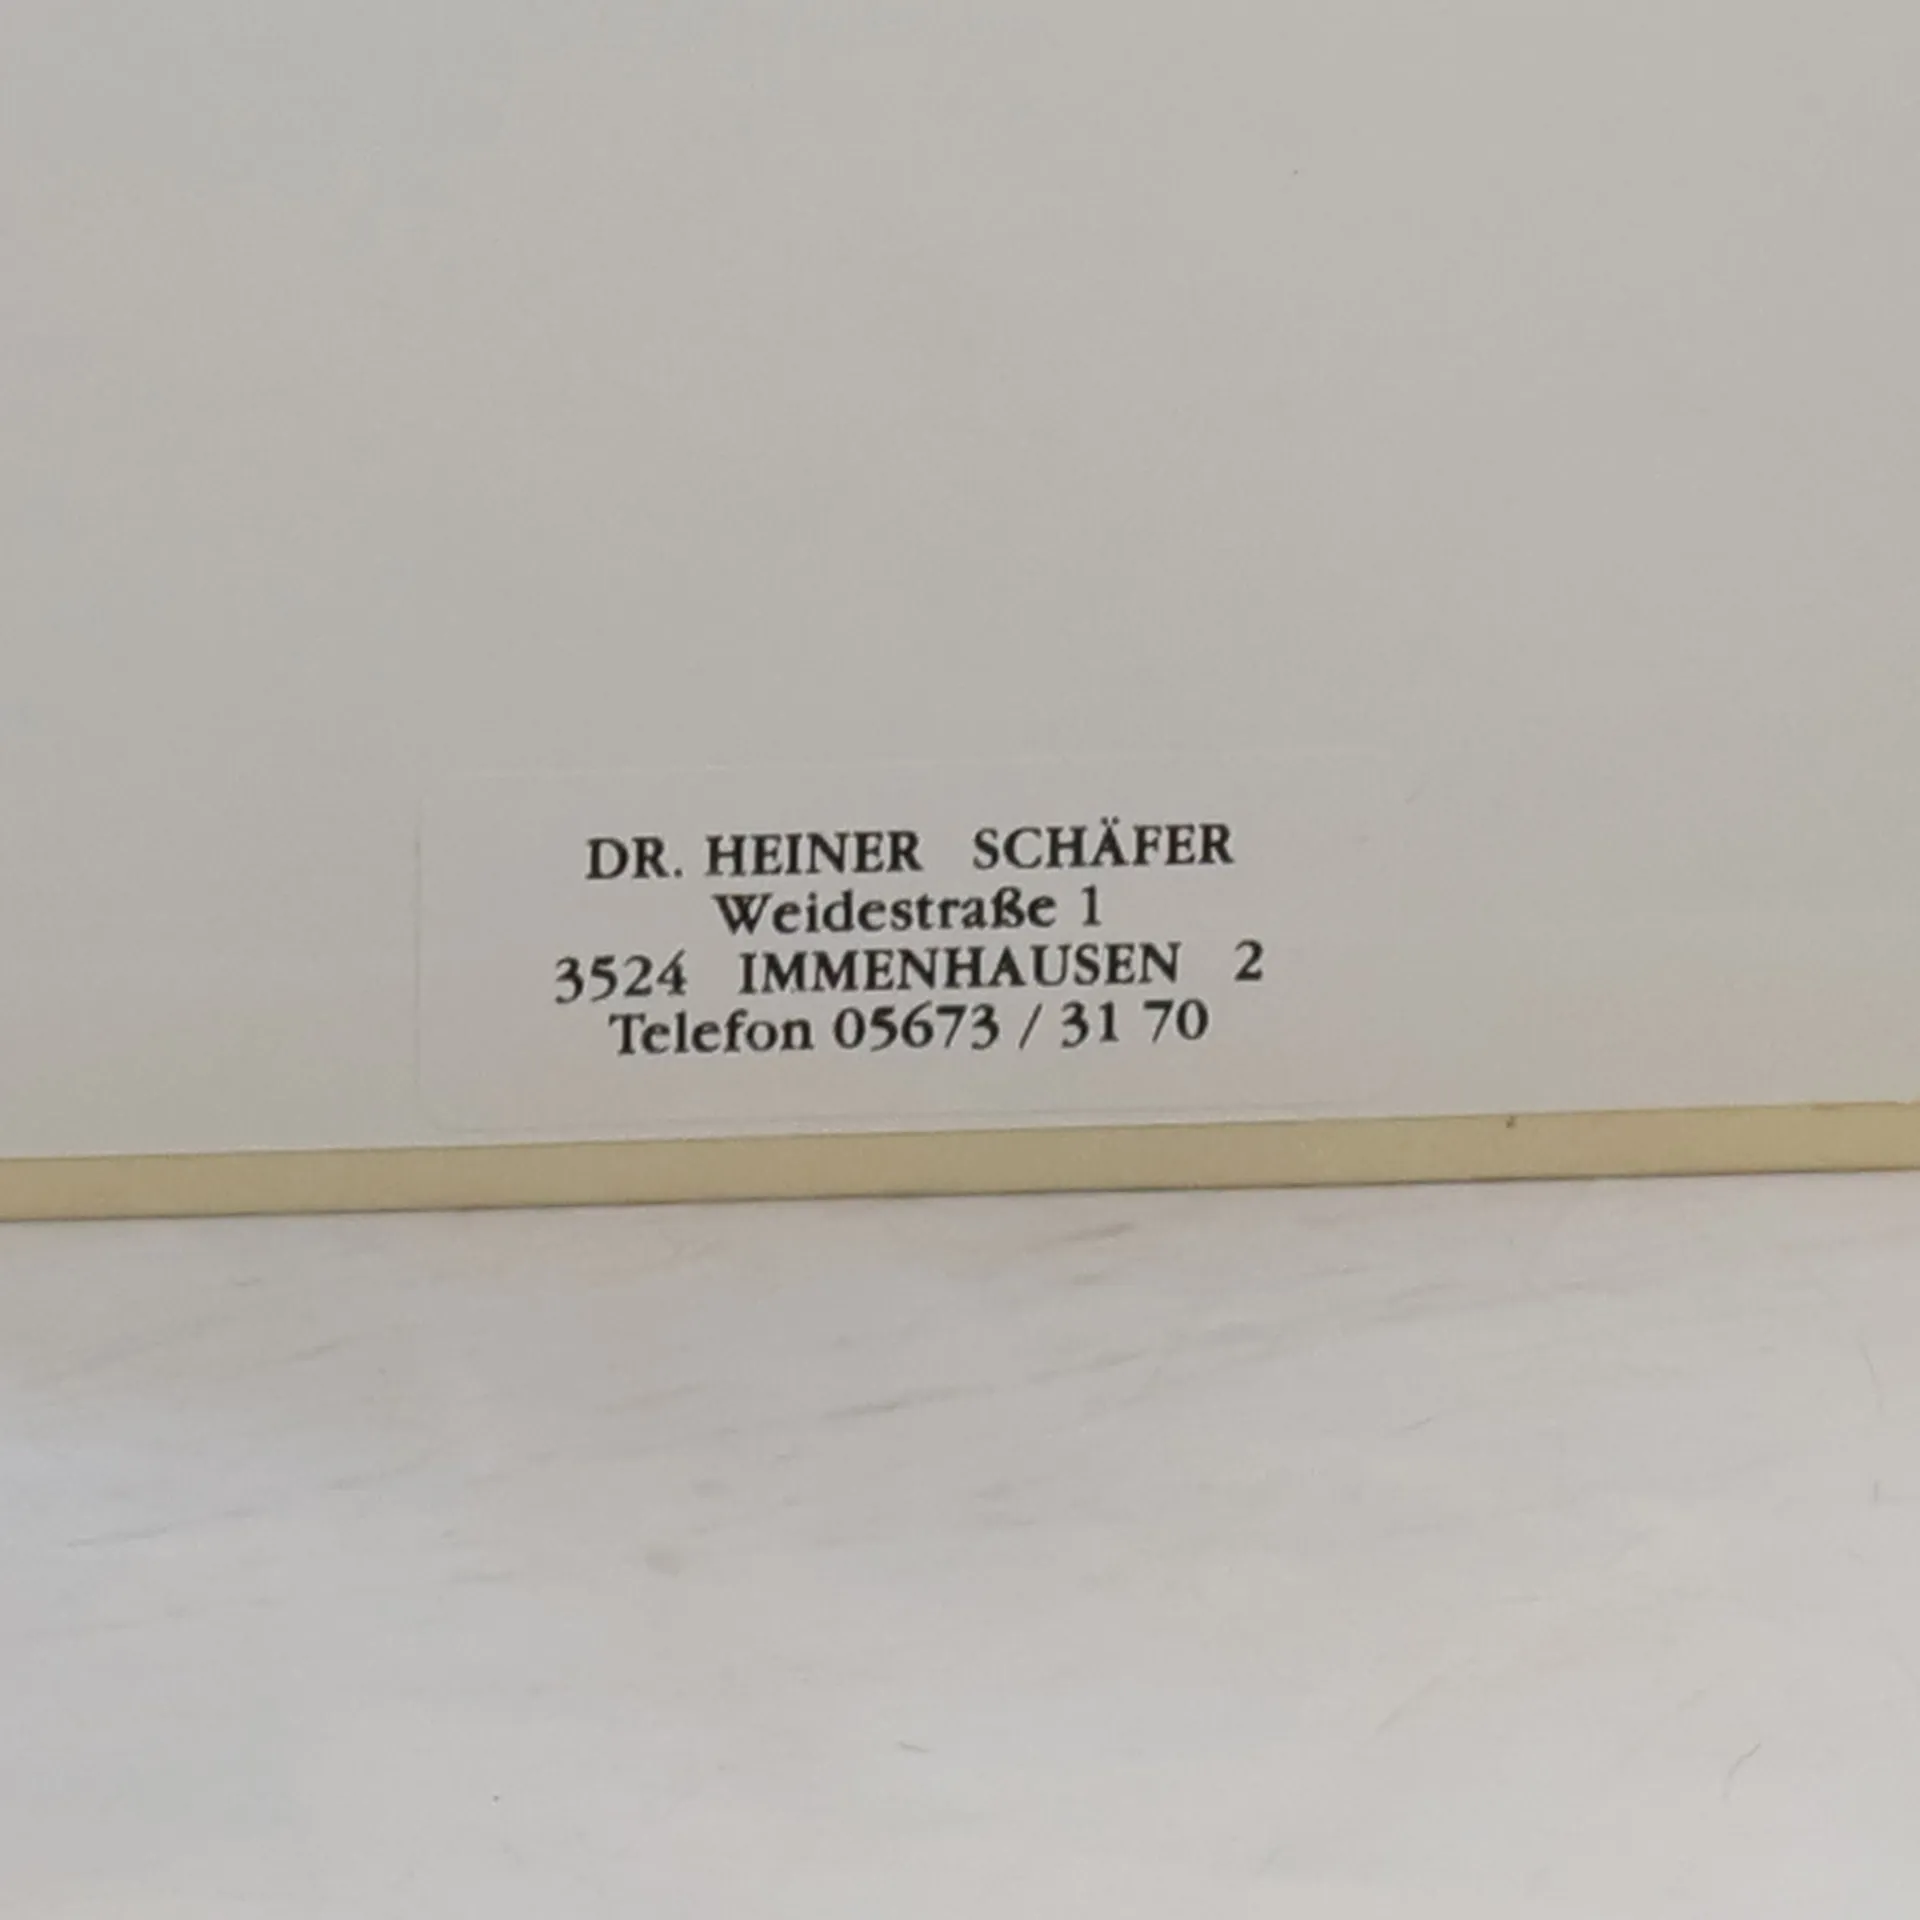 DR. HEINER SCHÄFER
Weidestraße 1
3524 IMMENHAUSEN 2
Telefon 05673 / 31 70